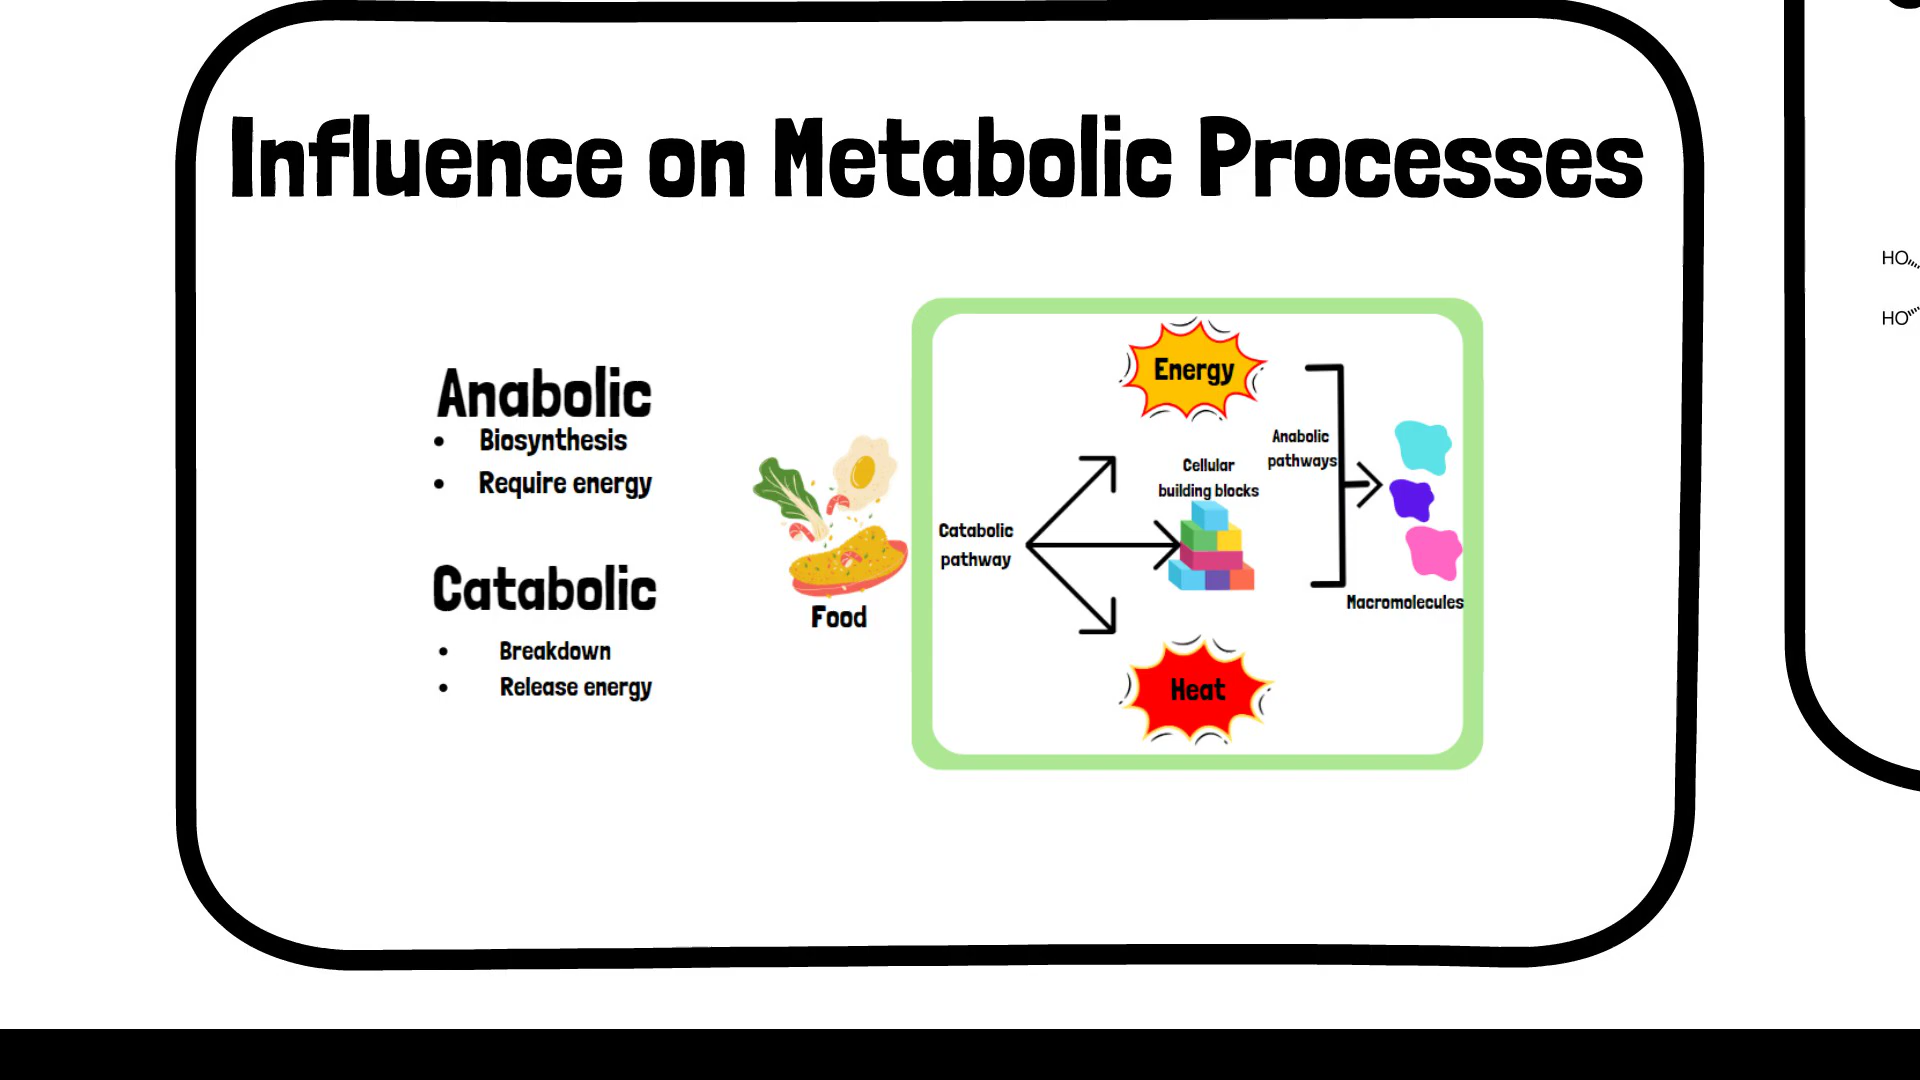 Influence on Metabolic Processes
Anabolic
• Biosynthesis
• Require energy
Catabolic
• Breakdown
• Release energy
Food
Catabolic
pathway
Energy
Cellular
building blocks
Heat
Anabolic
pathways
Macromolecules
HO
HO